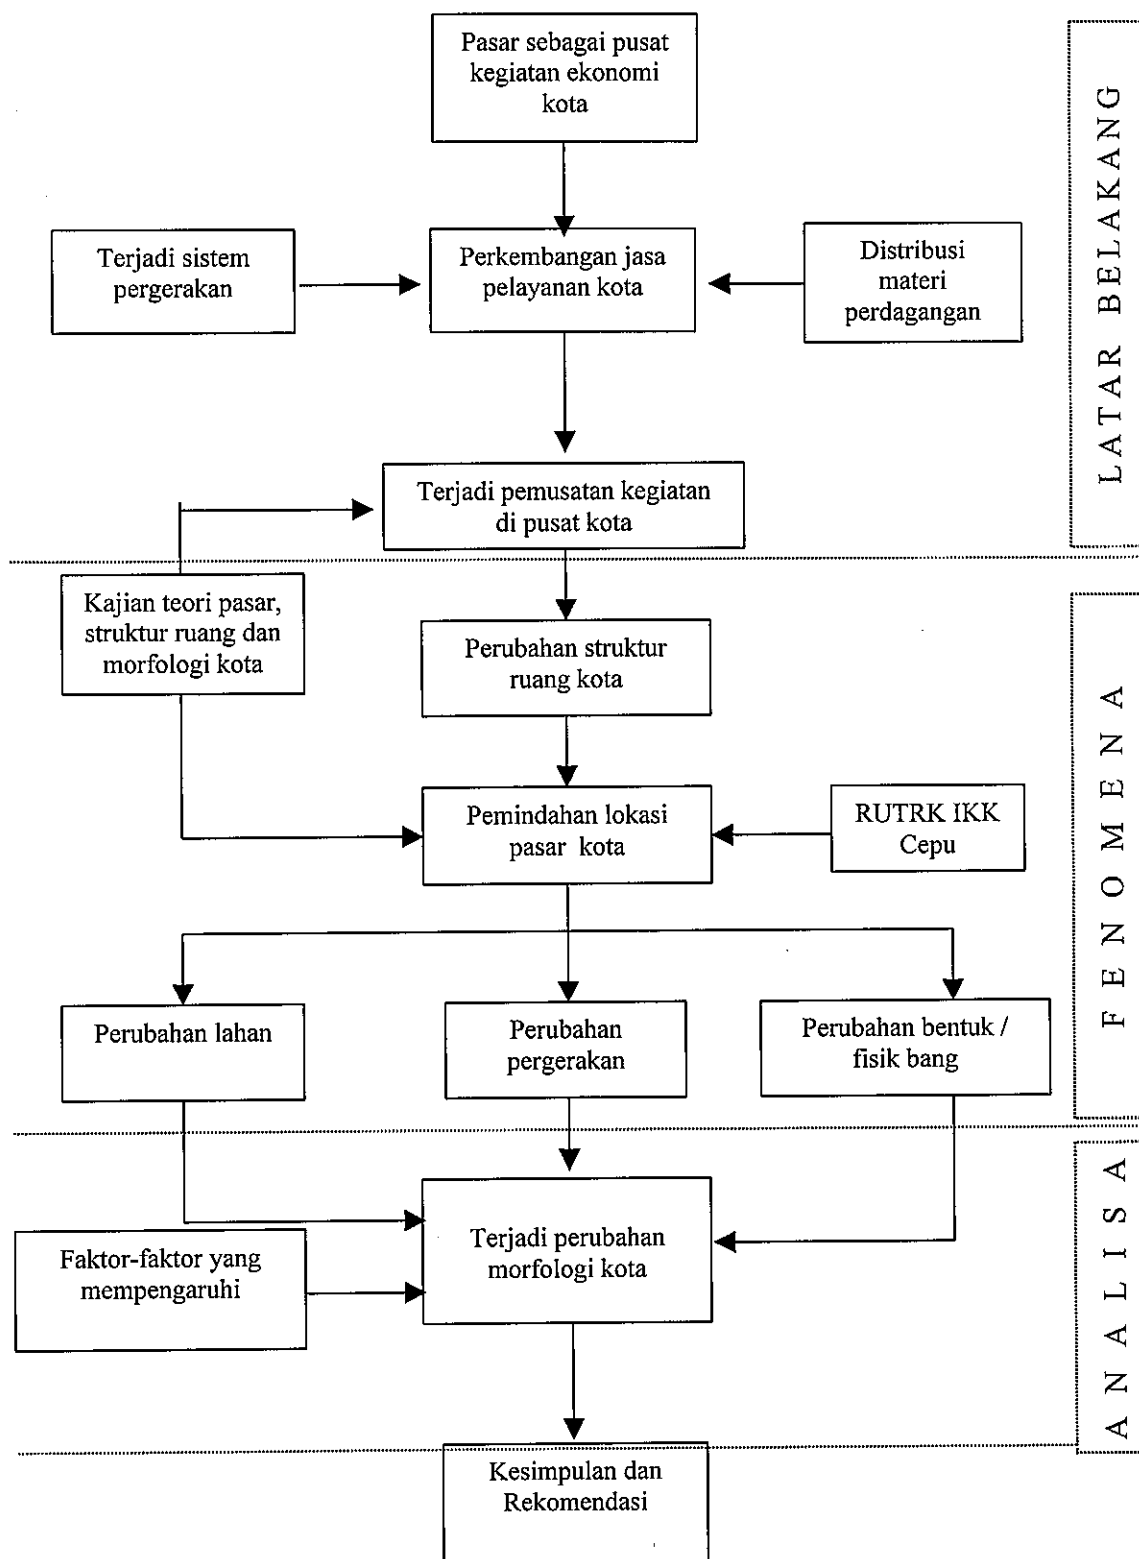 Pasar sebagai pusat
kegiatan ekonomi
kota
LATAR BELAKANG
Terjadi sistem
pergerakan
Perkembangan jasa
pelayanan kota
Distribusi
materi
perdagangan
Terjadi pemusatan kegiatan
di pusat kota
Kajian teori pasar,
struktur ruang dan
morfologi kota
Perubahan struktur
ruang kota
FENOMENA
Pemindahan lokasi
pasar kota
RUTRK IKK
Cepu
Perubahan lahan
Perubahan
pergerakan
Perubahan bentuk /
fisik bang
Faktor-faktor yang
mempengaruhi
Terjadi perubahan
morfologi kota
ANALISA
Kesimpulan dan
Rekomendasi